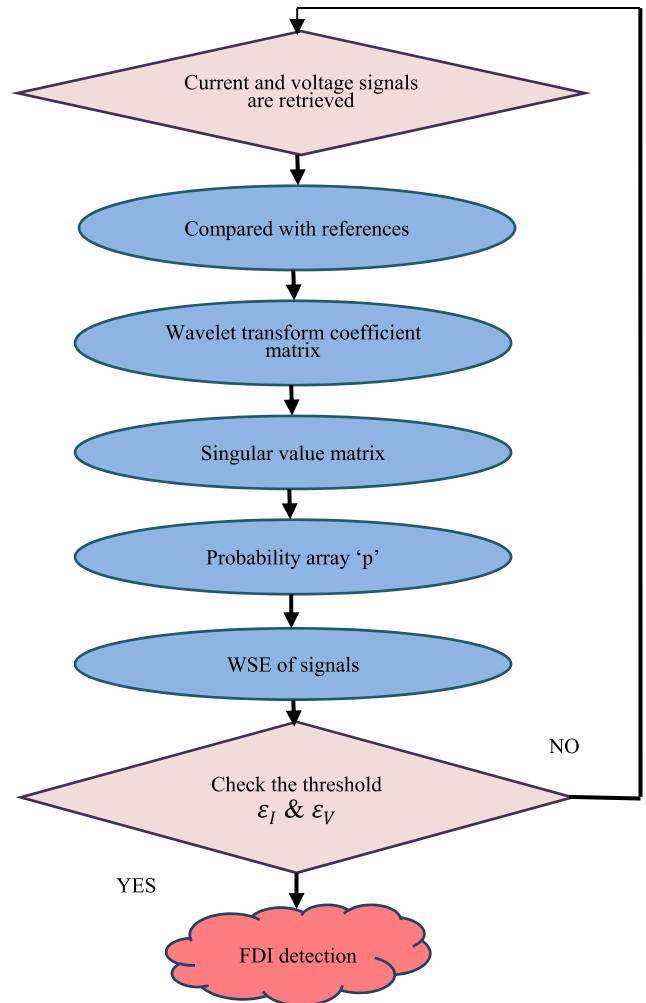 Current and voltage signals
are retrieved
Compared with references
Wavelet transform coefficient
matrix
Singular value matrix
Probability array ‘p’
WSE of signals
NO
Check the threshold
𝜀𝐼 & 𝜀𝑉
YES
FDI detection